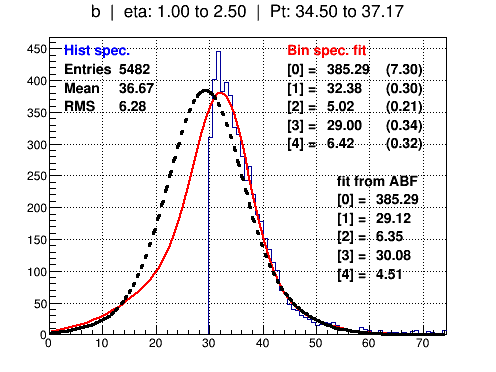 b | eta: 1.00 to 2.50 | Pt: 34.50 to 37.17
Hist spec.
Entries 5482
Mean 36.67
RMS 6.28
Bin spec. fit
[0] = 385.29 (7.30)
[1] = 32.38 (0.30)
[2] = 5.02 (0.21)
[3] = 29.00 (0.34)
[4] = 6.42 (0.32)
fit from ABF
[0] = 385.29
[1] = 29.12
[2] = 6.35
[3] = 30.08
[4] = 4.51
450
400
350
300
250
200
150
100
50
0
0 10 20 30 40 50 60 70